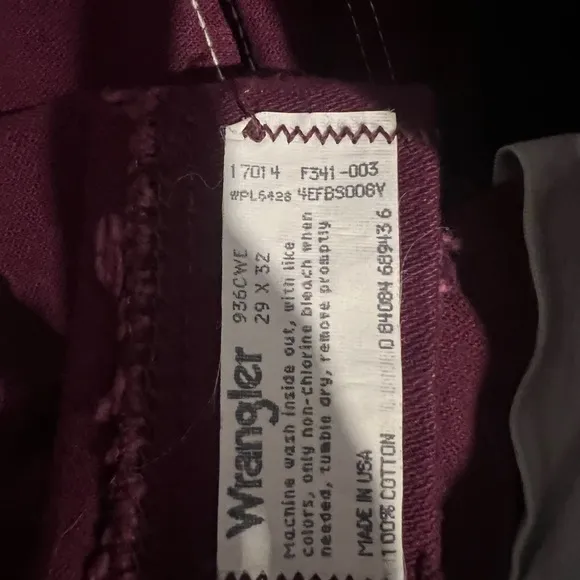 17014 F341-003
WPL6428 4EFBS008Y
Wrangler
936CWE
29 X 32
Machine wash inside out, with like
colors, only non-chlorine bleach when
needed, tumble dry, remove promptly
MADE IN USA
100% COTTON
0 84084 68943 6